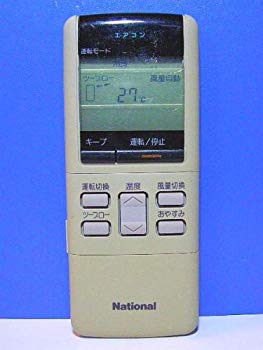 エアコン
運転モード
ツーフロー 風量自動
27℃
キープ 運転/停止
運転切換 温度 風量切換
ツーフロー おやすみ
National